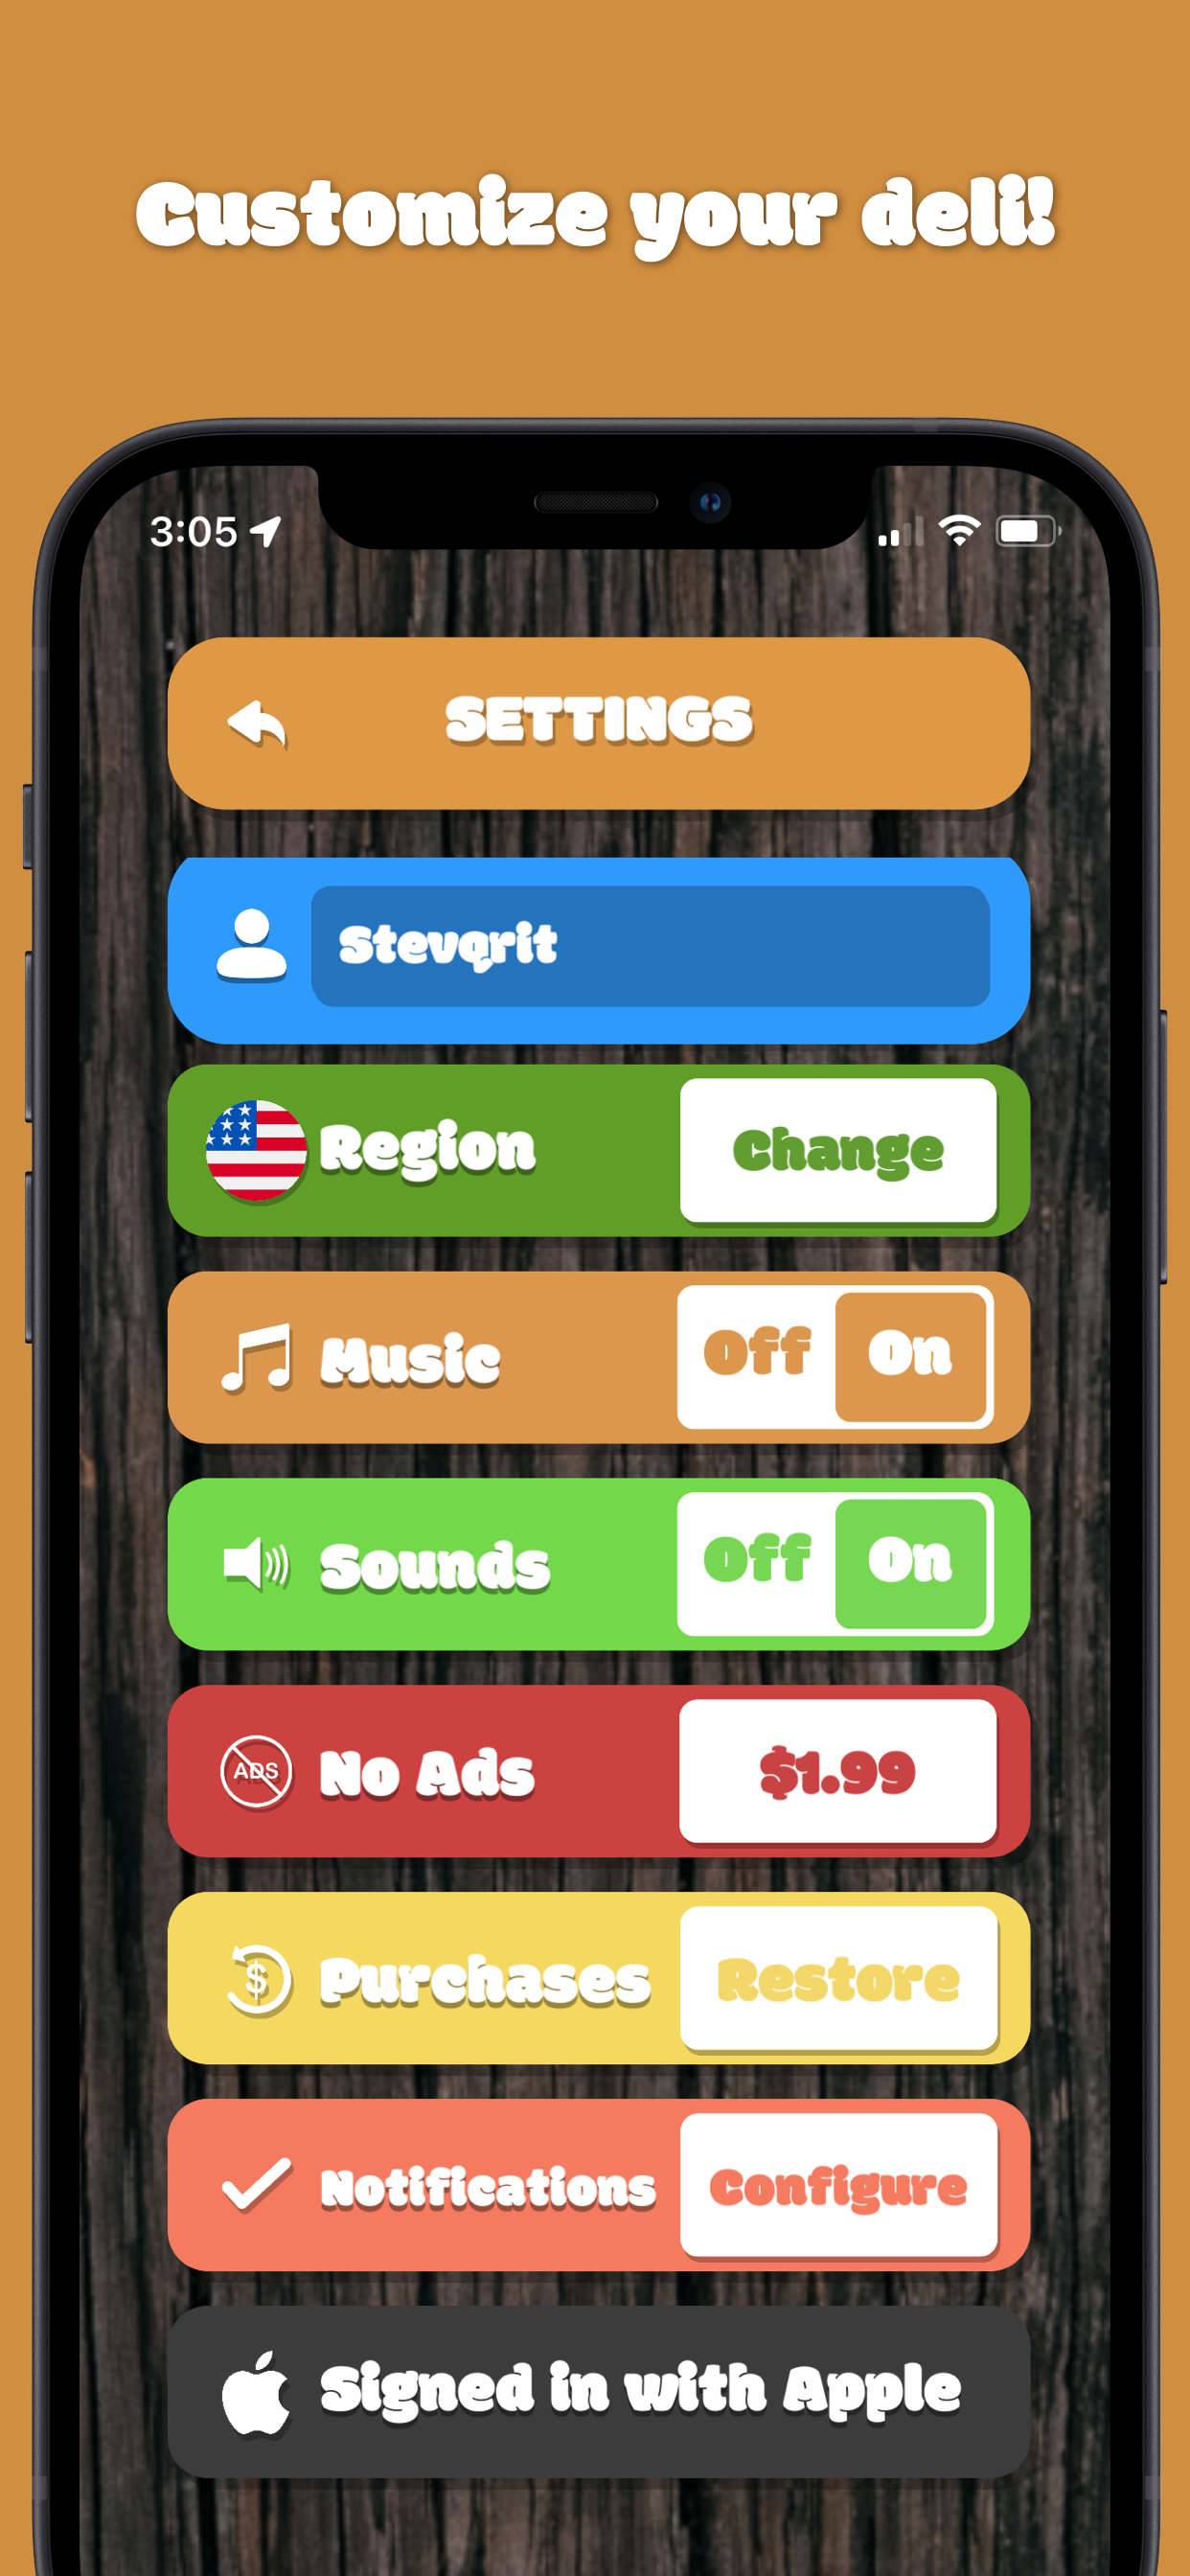 Customize your deli!
3:05
SETTINGS
Stevqrit
Region Change
Music Off On
Sounds Off On
ADS No Ads $1.99
$ Purchases Restore
Notifications Configure
Signed in with Apple